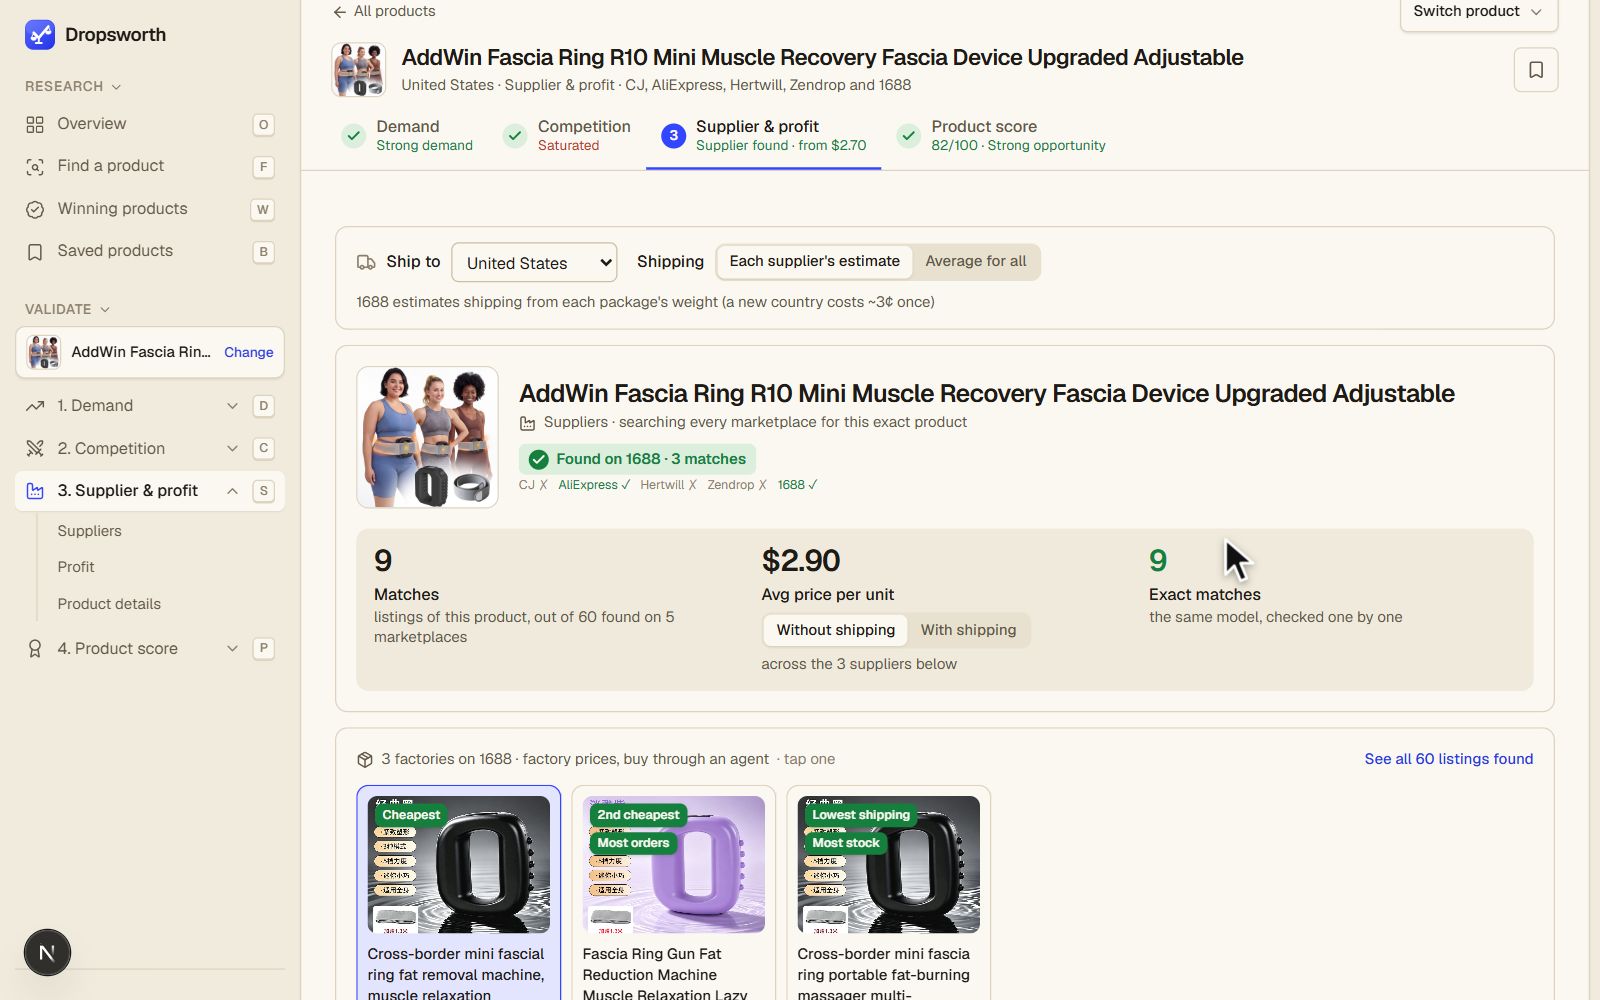 Dropsworth
RESEARCH
Overview
O
Find a product
F
Winning products
W
Saved products
B
VALIDATE
AddWin Fascia Rin...
Change
1. Demand
D
2. Competition
C
3. Supplier & profit
S
Suppliers
Profit
Product details
4. Product score
P
N
All products
Switch product
AddWin Fascia Ring R10 Mini Muscle Recovery Fascia Device Upgraded Adjustable
United States · Supplier & profit · CJ, AliExpress, Hertwill, Zendrop and 1688
Demand
Strong demand
Competition
Saturated
3
Supplier & profit
Supplier found · from $2.70
Product score
82/100 · Strong opportunity
Ship to
United States
Shipping
Each supplier's estimate
Average for all
1688 estimates shipping from each package's weight (a new country costs ~3¢ once)
AddWin Fascia Ring R10 Mini Muscle Recovery Fascia Device Upgraded Adjustable
Suppliers · searching every marketplace for this exact product
Found on 1688 · 3 matches
CJ ✗ AliExpress ✓ Hertwill ✗ Zendrop ✗ 1688 ✓
9
Matches
listings of this product, out of 60 found on 5
marketplaces
$2.90
Avg price per unit
Without shipping
With shipping
across the 3 suppliers below
9
Exact matches
the same model, checked one by one
3 factories on 1688 · factory prices, buy through an agent · tap one
See all 60 listings found
Cheapest
Cross-border mini fascial
ring fat removal machine,
muscle relaxation
2nd cheapest
Most orders
Fascia Ring Gun Fat
Reduction Machine
Muscle Relaxation Lazy
Lowest shipping
Most stock
Cross-border mini fascia
ring portable fat-burning
massager multi-